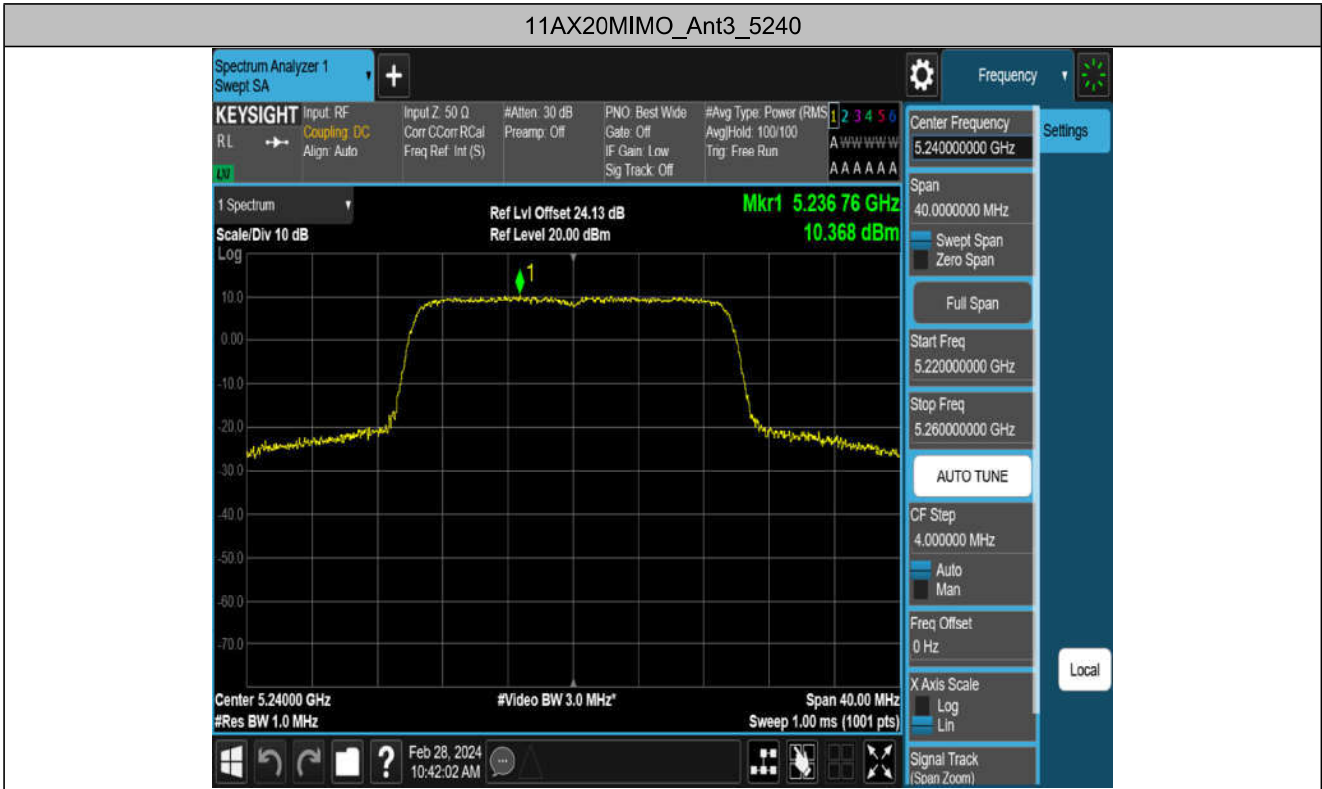 11AX20MIMO_Ant3_5240
Spectrum Analyzer 1
Swept SA
+
Frequency
KEYSIGHT
RL
LXI
Input: RF
Coupling: DC
Align: Auto
Input Z: 50 Ω
Corr CCorr RCal
Freq Ref: Int (S)
#Atten: 30 dB
Preamp: Off
PNO: Best Wide
Gate: Off
IF Gain: Low
Sig Track: Off
#Avg Type: Power (RMS
Avg|Hold: 100/100
Trig: Free Run
1 2 3 4 5 6
A W W W W W
A A A A A A
1 Spectrum
Scale/Div 10 dB
Log
Ref Lvl Offset 24.13 dB
Ref Level 20.00 dBm
Mkr1 5.236 76 GHz
10.368 dBm
1
10.0
0.00
-10.0
-20.0
-30.0
-40.0
-50.0
-60.0
-70.0
Center 5.24000 GHz
#Res BW 1.0 MHz
#Video BW 3.0 MHz*
Span 40.00 MHz
Sweep 1.00 ms (1001 pts)
?
Feb 28, 2024
10:42:02 AM
Center Frequency
5.240000000 GHz
Settings
Span
40.0000000 MHz
Swept Span
Zero Span
Full Span
Start Freq
5.220000000 GHz
Stop Freq
5.260000000 GHz
AUTO TUNE
CF Step
4.000000 MHz
Auto
Man
Freq Offset
0 Hz
Local
X Axis Scale
Log
Lin
Signal Track
(Span Zoom)